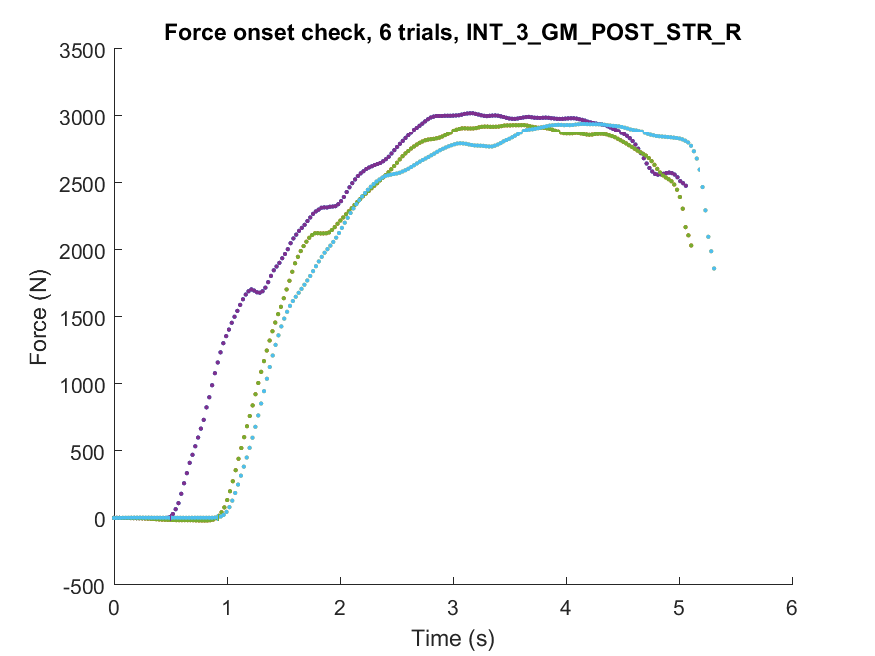 Force onset check, 6 trials, INT_3_GM_POST_STR_R
3500
3000
2500
2000
1500
1000
500
0
-500
Force (N)
0 1 2 3 4 5 6
Time (s)